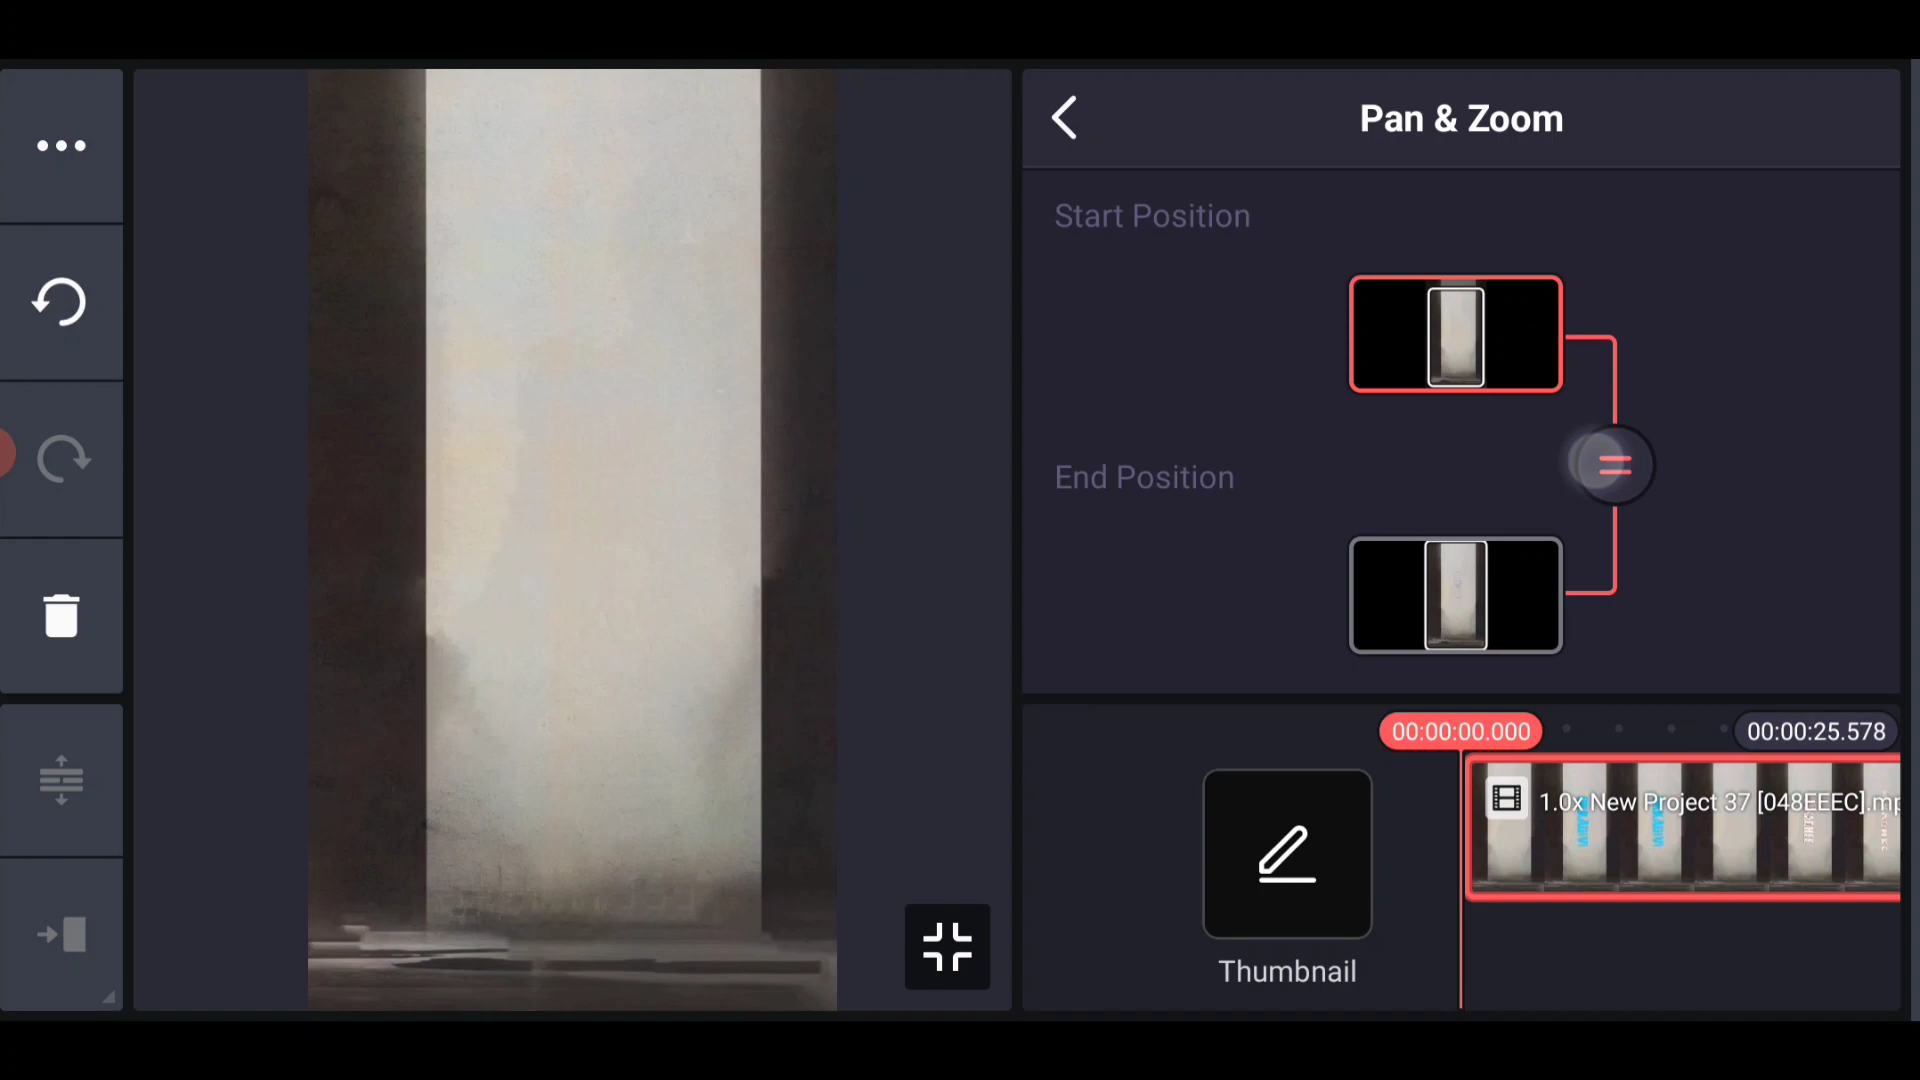 Pan & Zoom
Start Position
End Position
00:00:00.000
00:00:25.578
1.0x New Project 37 [048EEEC].mp
Thumbnail